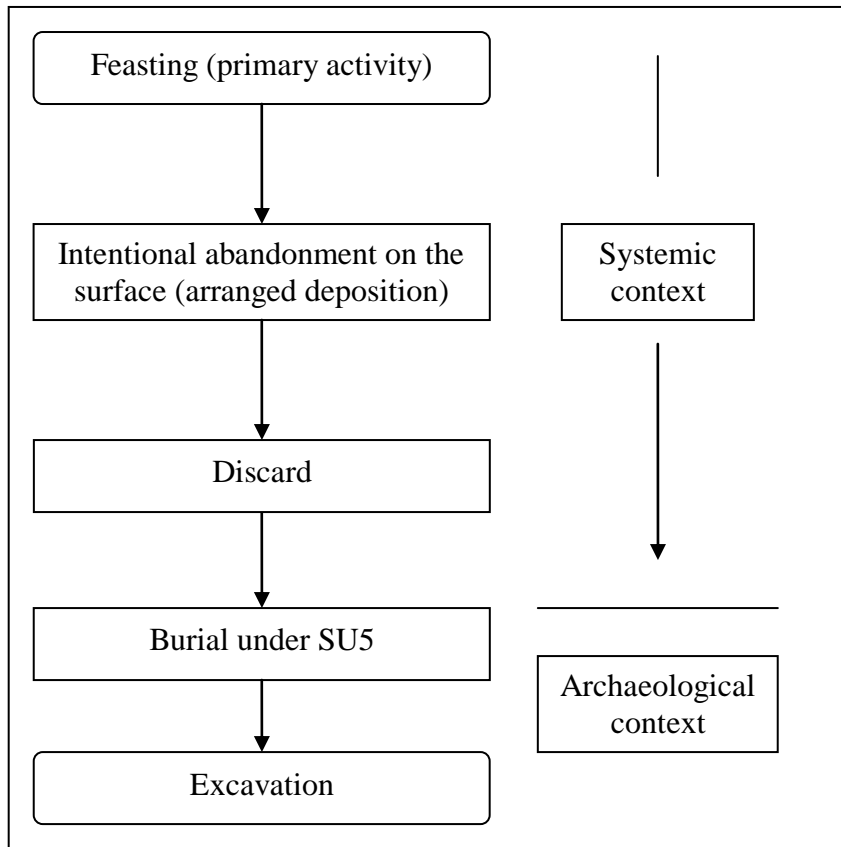 Feasting (primary activity)
Intentional abandonment on the
surface (arranged deposition)
Systemic
context
Discard
Burial under SU5
Archaeological
context
Excavation